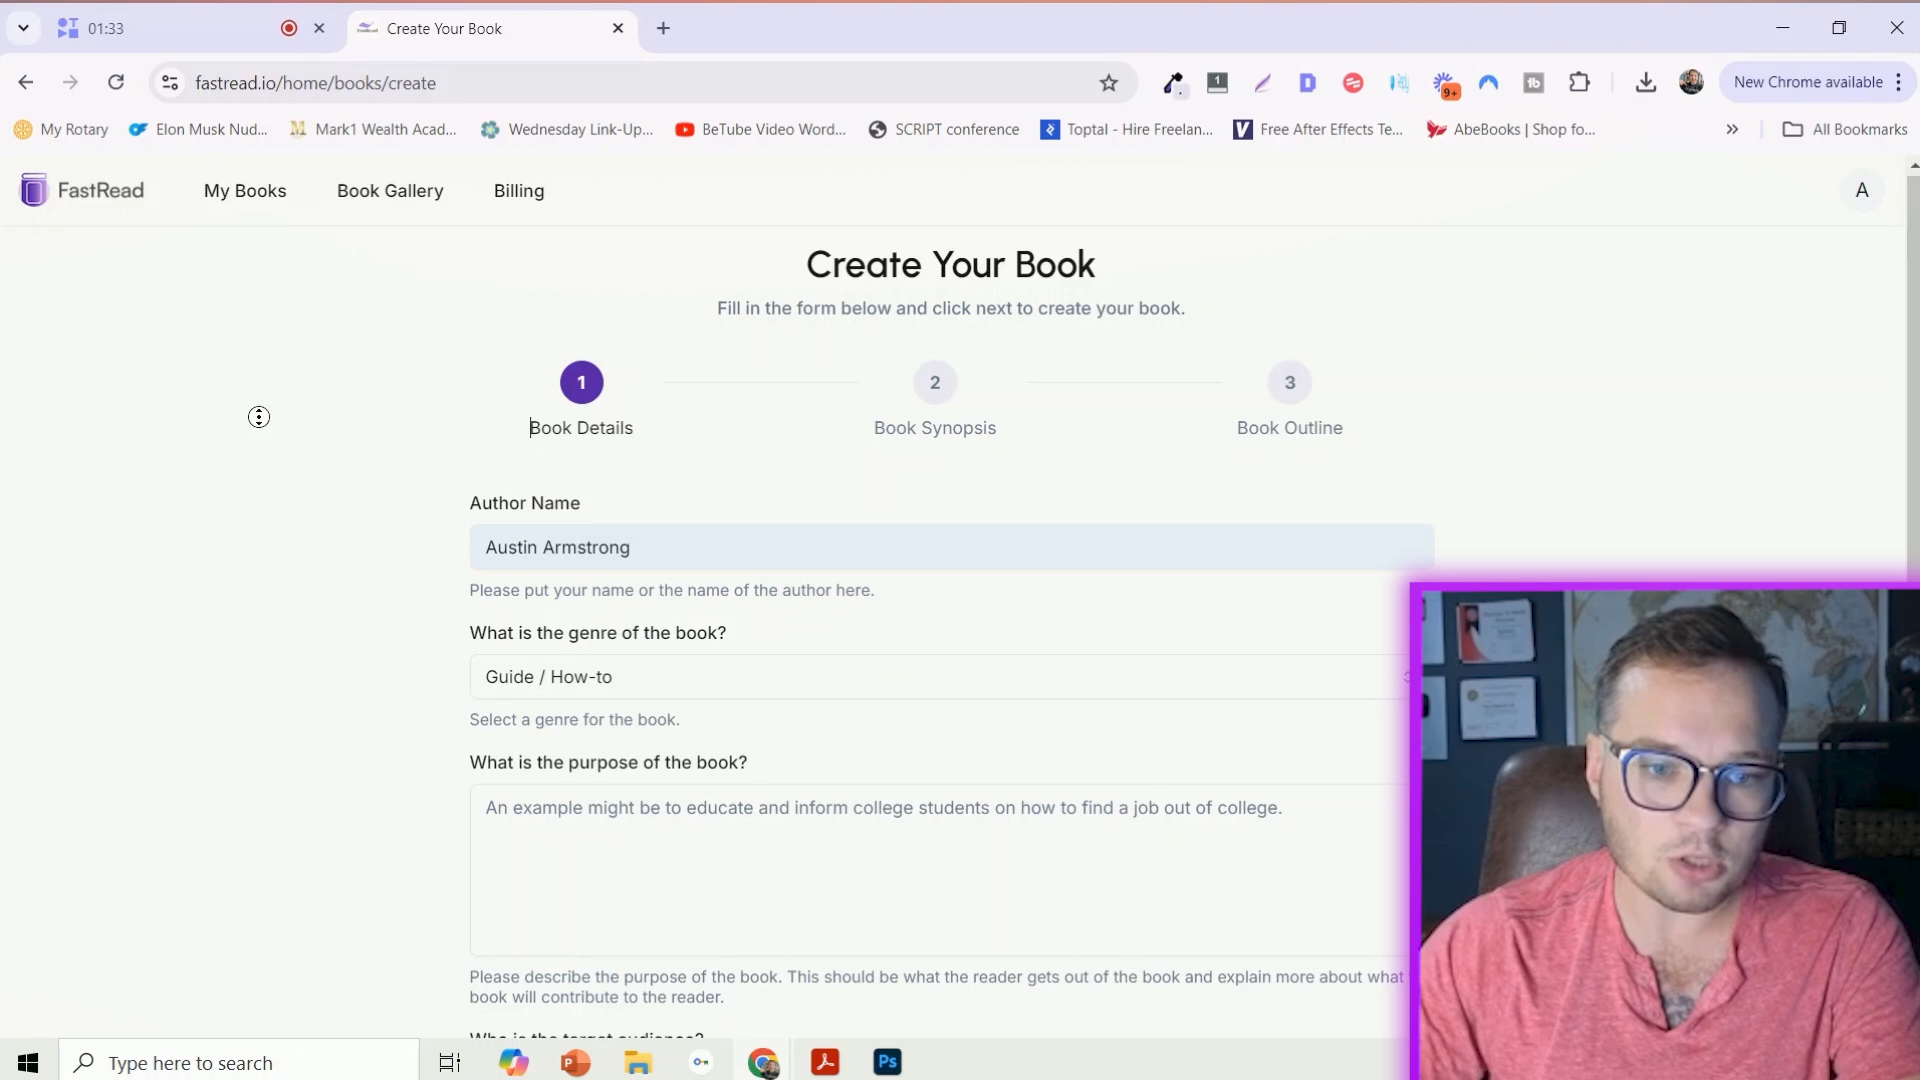 01:33
Create Your Book
fastread.io/home/books/create
1
9+
New Chrome available
My Rotary
Elon Musk Nud...
Mark1 Wealth Acad...
Wednesday Link-Up...
BeTube Video Word...
SCRIPT conference
Toptal - Hire Freelan...
Free After Effects Te...
AbeBooks | Shop fo...
All Bookmarks
FastRead
My Books
Book Gallery
Billing
A
Create Your Book
Fill in the form below and click next to create your book.
1
2
3
Book Details
Book Synopsis
Book Outline
Author Name
Austin Armstrong
Please put your name or the name of the author here.
What is the genre of the book?
Guide / How-to
Select a genre for the book.
What is the purpose of the book?
An example might be to educate and inform college students on how to find a job out of college.
Please describe the purpose of the book. This should be what the reader gets out of the book and explain more about what
book will contribute to the reader.
Who is the target audience?
Type here to search
Ps